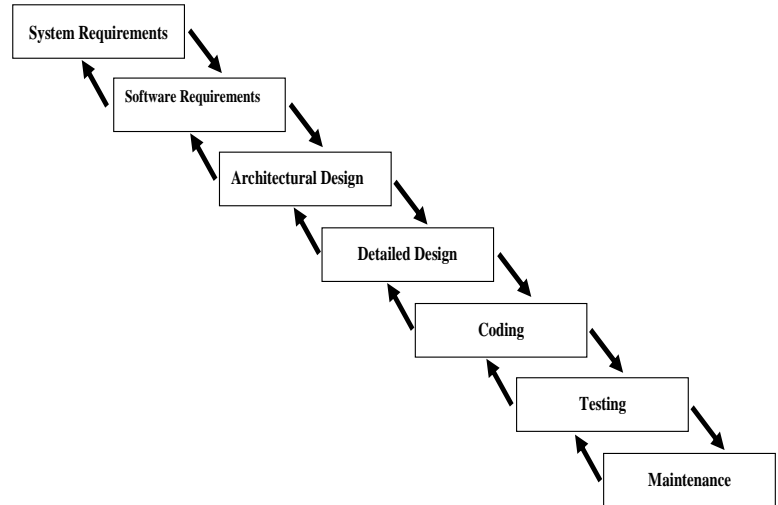 System Requirements
Software Requirements
Architectural Design
Detailed Design
Coding
Testing
Maintenance